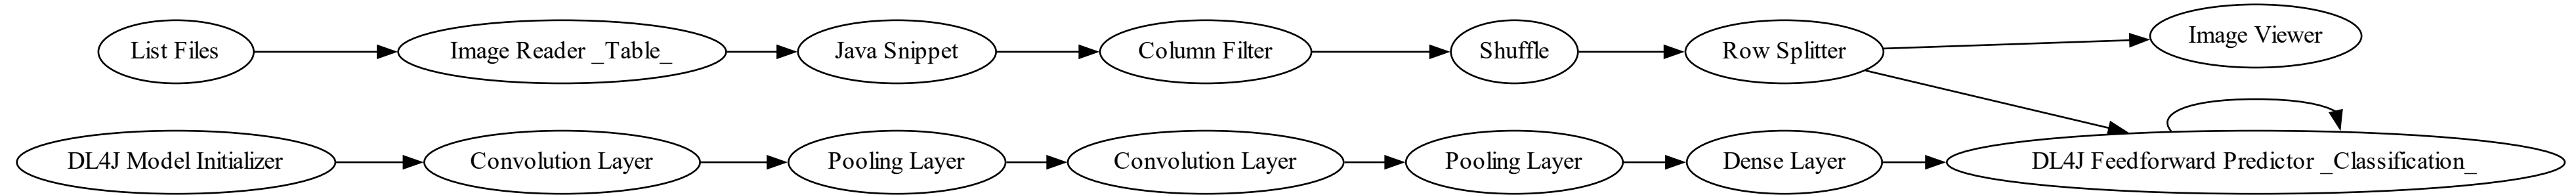 List Files
Image Reader _Table_
Java Snippet
Column Filter
Shuffle
Row Splitter
Image Viewer
DL4J Model Initializer
Convolution Layer
Pooling Layer
Convolution Layer
Pooling Layer
Dense Layer
DL4J Feedforward Predictor _Classification_